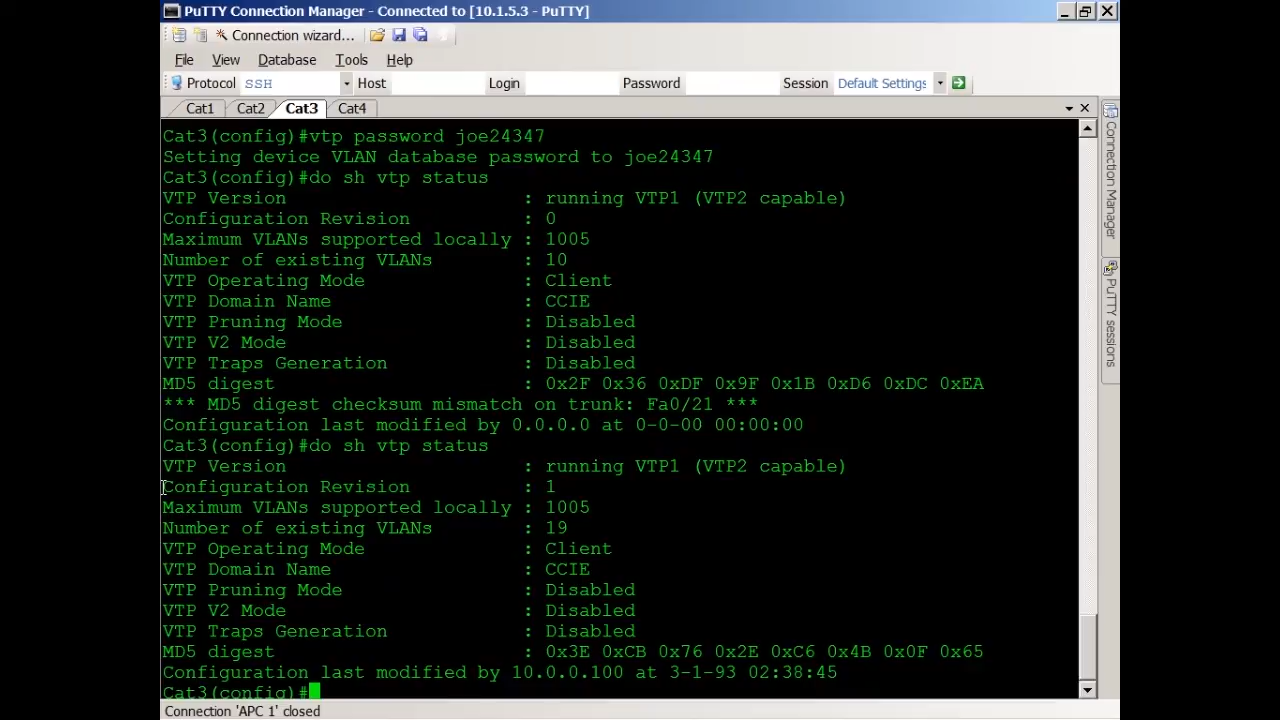 PuTTY Connection Manager - Connected to [10.1.5.3 - PuTTY]
Connection wizard...
File View Database Tools Help
Protocol SSH Host Login Password Session Default Settings
Cat1 Cat2 Cat3 Cat4
Cat3(config)#vtp password joe24347
Setting device VLAN database password to joe24347
Cat3(config)#do sh vtp status
VTP Version : running VTP1 (VTP2 capable)
Configuration Revision : 0
Maximum VLANs supported locally : 1005
Number of existing VLANs : 10
VTP Operating Mode : Client
VTP Domain Name : CCIE
VTP Pruning Mode : Disabled
VTP V2 Mode : Disabled
VTP Traps Generation : Disabled
MD5 digest : 0x2F 0x36 0xDF 0x9F 0x1B 0xD6 0xDC 0xEA
*** MD5 digest checksum mismatch on trunk: Fa0/21 ***
Configuration last modified by 0.0.0.0 at 0-0-00 00:00:00
Cat3(config)#do sh vtp status
VTP Version : running VTP1 (VTP2 capable)
Configuration Revision : 1
Maximum VLANs supported locally : 1005
Number of existing VLANs : 19
VTP Operating Mode : Client
VTP Domain Name : CCIE
VTP Pruning Mode : Disabled
VTP V2 Mode : Disabled
VTP Traps Generation : Disabled
MD5 digest : 0x3E 0xCB 0x76 0x2E 0xC6 0x4B 0x0F 0x65
Configuration last modified by 10.0.0.100 at 3-1-93 02:38:45
Cat3(config)#
Connection 'APC 1' closed
Connection Manager
PuTTY sessions